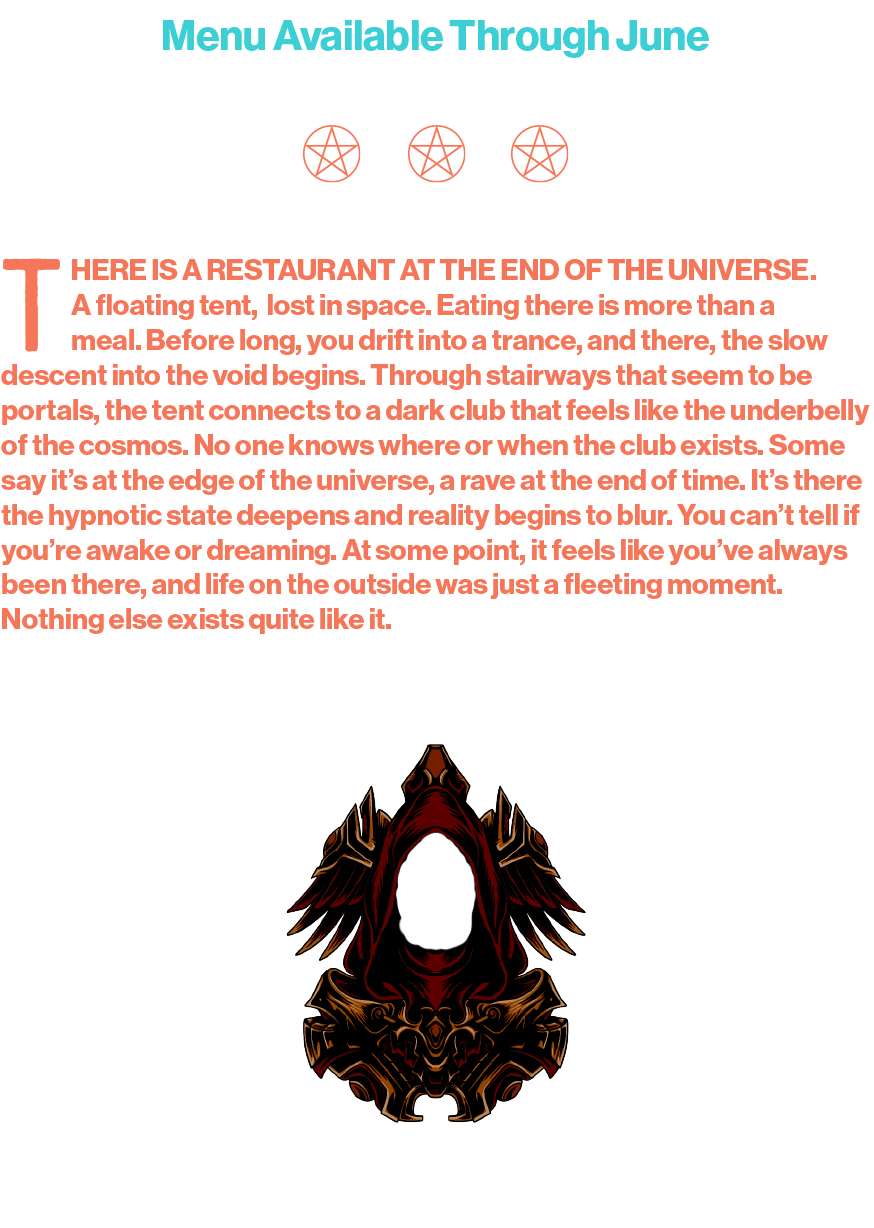 Menu Available Through June
THERE IS A RESTAURANT AT THE END OF THE UNIVERSE.
A floating tent, lost in space. Eating there is more than a
meal. Before long, you drift into a trance, and there, the slow
descent into the void begins. Through stairways that seem to be
portals, the tent connects to a dark club that feels like the underbelly
of the cosmos. No one knows where or when the club exists. Some
say it’s at the edge of the universe, a rave at the end of time. It’s there
the hypnotic state deepens and reality begins to blur. You can’t tell if
you’re awake or dreaming. At some point, it feels like you’ve always
been there, and life on the outside was just a fleeting moment.
Nothing else exists quite like it.